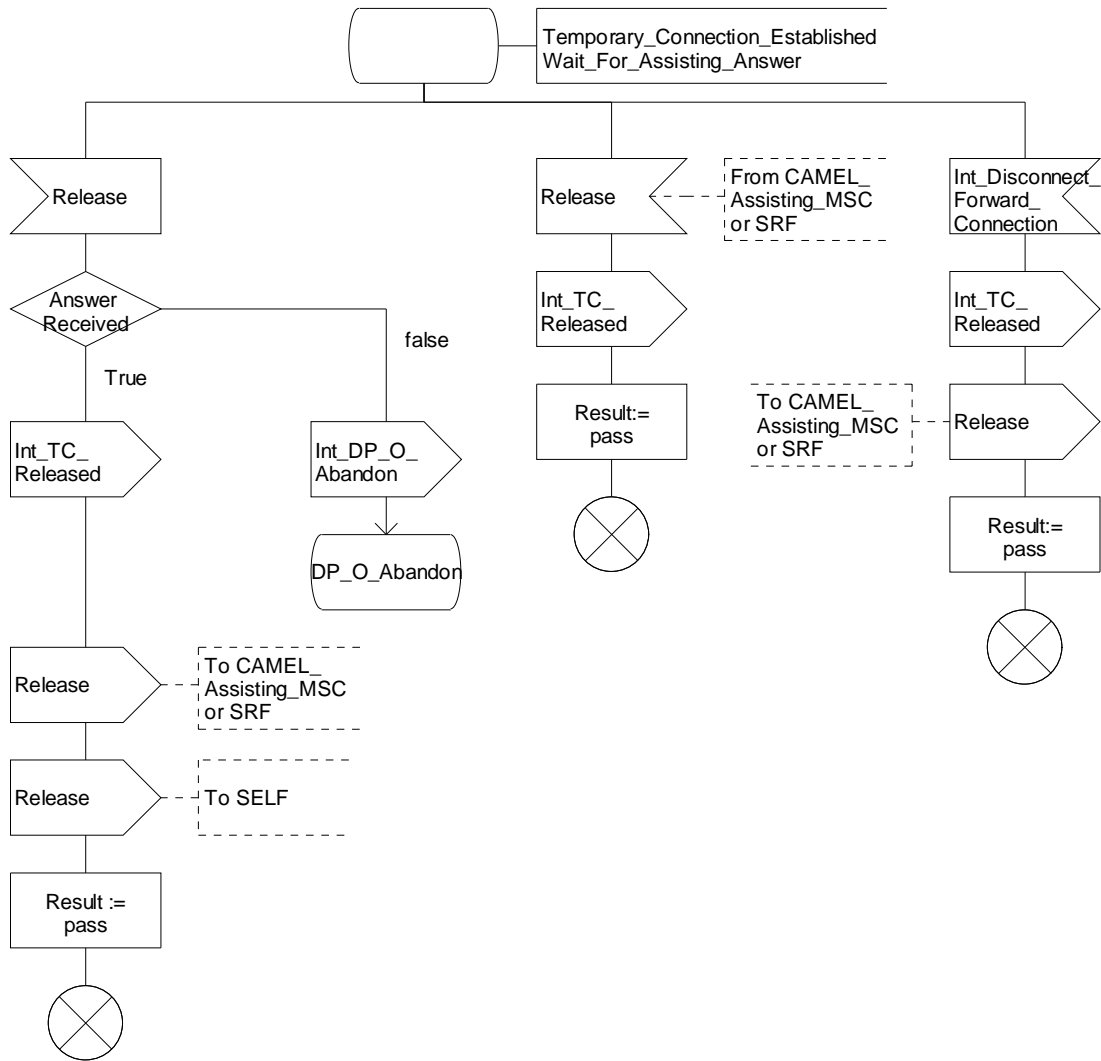 Temporary_Connection_Established
Wait_For_Assisting_Answer
Release
Release
From CAMEL_
Assisting_MSC
or SRF
Int_Disconnect_
Forward_
Connection
Answer
Received
false
True
Int_TC_
Released
Int_TC_
Released
Int_TC_
Released
Int_DP_O_
Abandon
Result:=
pass
To CAMEL_
Assisting_MSC
or SRF
Release
DP_O_Abandon
Result:=
pass
Release
To CAMEL_
Assisting_MSC
or SRF
Release
To SELF
Result :=
pass